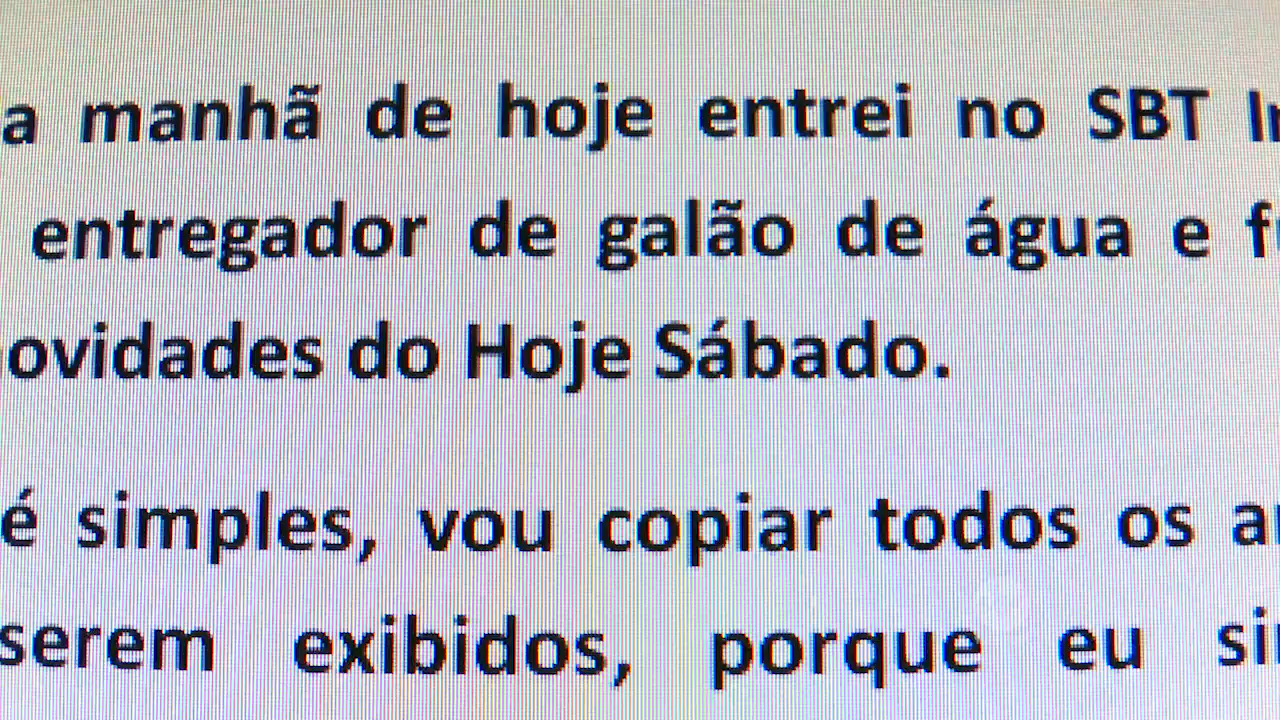 a manhã de hoje entrei no SBT
entregador de galão de água e
ovidades do Hoje Sábado.
é simples, vou copiar todos os
serem exibidos, porque eu